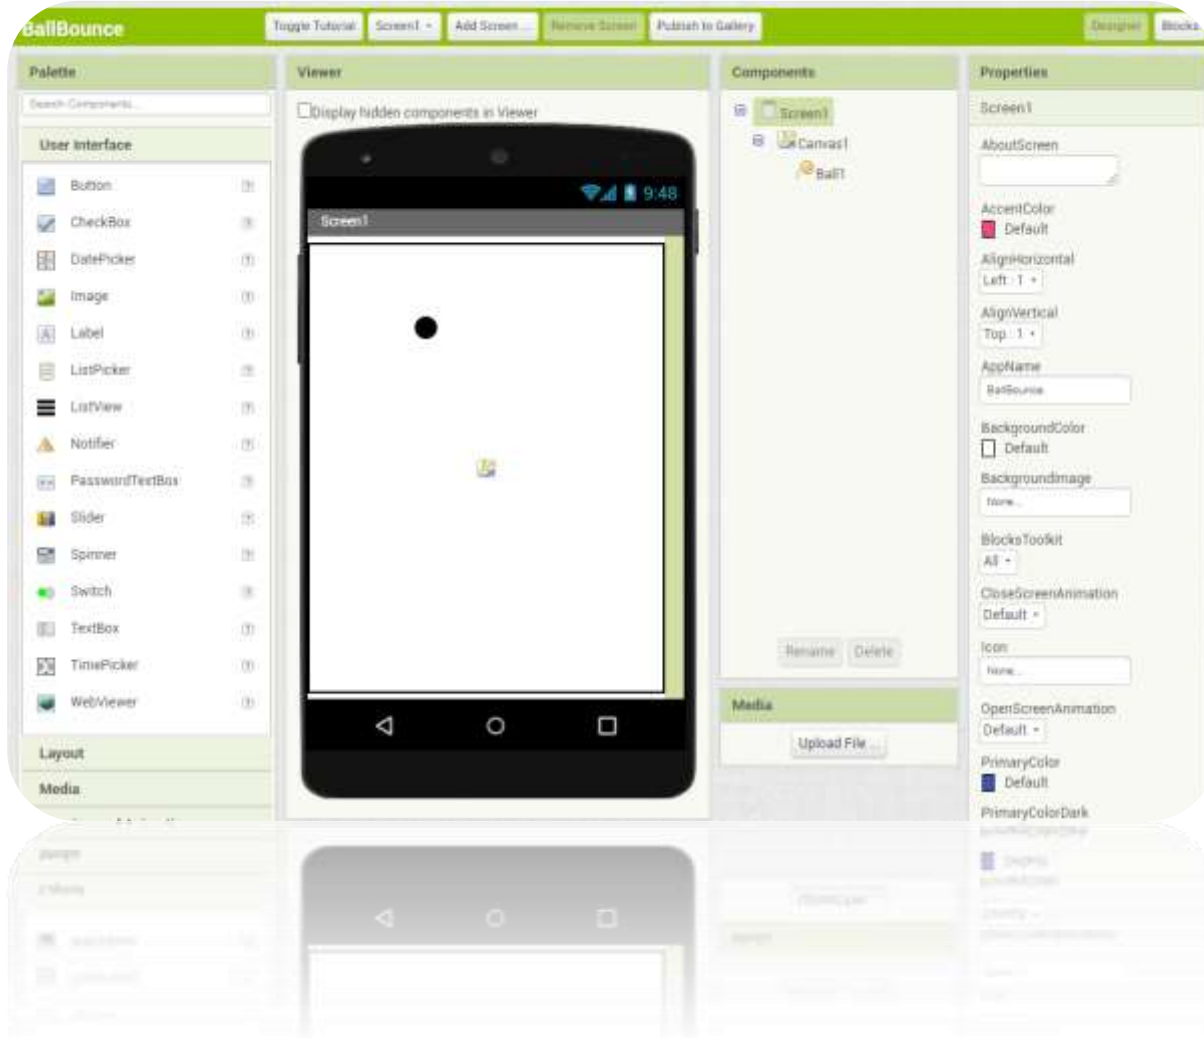 BallBounce
Toggle Tutorial
Screen1
Add Screen ...
Remove Screen
Publish to Gallery
Designer
Blocks
Palette
Search Components...
User Interface
Button
CheckBox
DatePicker
Image
Label
ListPicker
ListView
Notifier
PasswordTextBox
Slider
Spinner
Switch
TextBox
TimePicker
WebViewer
Layout
Media
Viewer
Display hidden components in Viewer
9:48
Screen1
Components
Screen1
Canvas1
Ball1
Rename
Delete
Media
Upload File ...
Properties
Screen1
AboutScreen
AccentColor
Default
AlignHorizontal
Left : 1
AlignVertical
Top : 1
AppName
BallBounce
BackgroundColor
Default
BackgroundImage
None...
BlocksToolkit
All
CloseScreenAnimation
Default
Icon
None...
OpenScreenAnimation
Default
PrimaryColor
Default
PrimaryColorDark